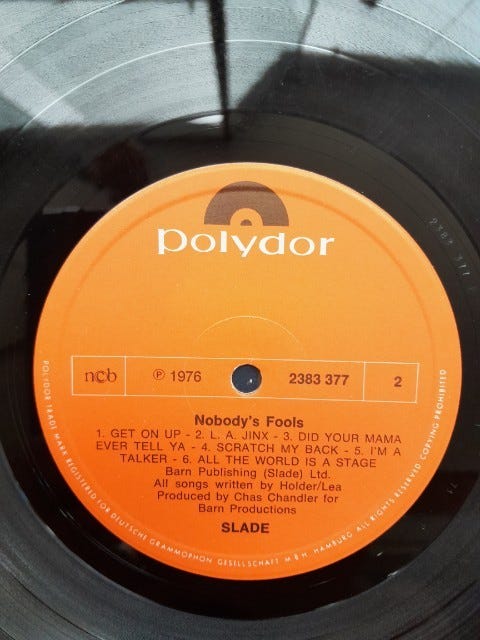 polydor
ncb ℗ 1976 2383 377 2
Nobody's Fools
1. GET ON UP - 2. L. A. JINX - 3. DID YOUR MAMA
EVER TELL YA - 4. SCRATCH MY BACK - 5. I'M A
TALKER - 6. ALL THE WORLD IS A STAGE
Barn Publishing (Slade) Ltd.
All songs written by Holder/Lea
Produced by Chas Chandler for
Barn Productions
SLADE
POLYDOR TRADE MARK REGISTERED FOR DEUTSCHE GRAMMOPHON GESELLSCHAFT M B H HAMBURG ALL RIGHTS RESERVED COPYING PROHIBITED
2383 377